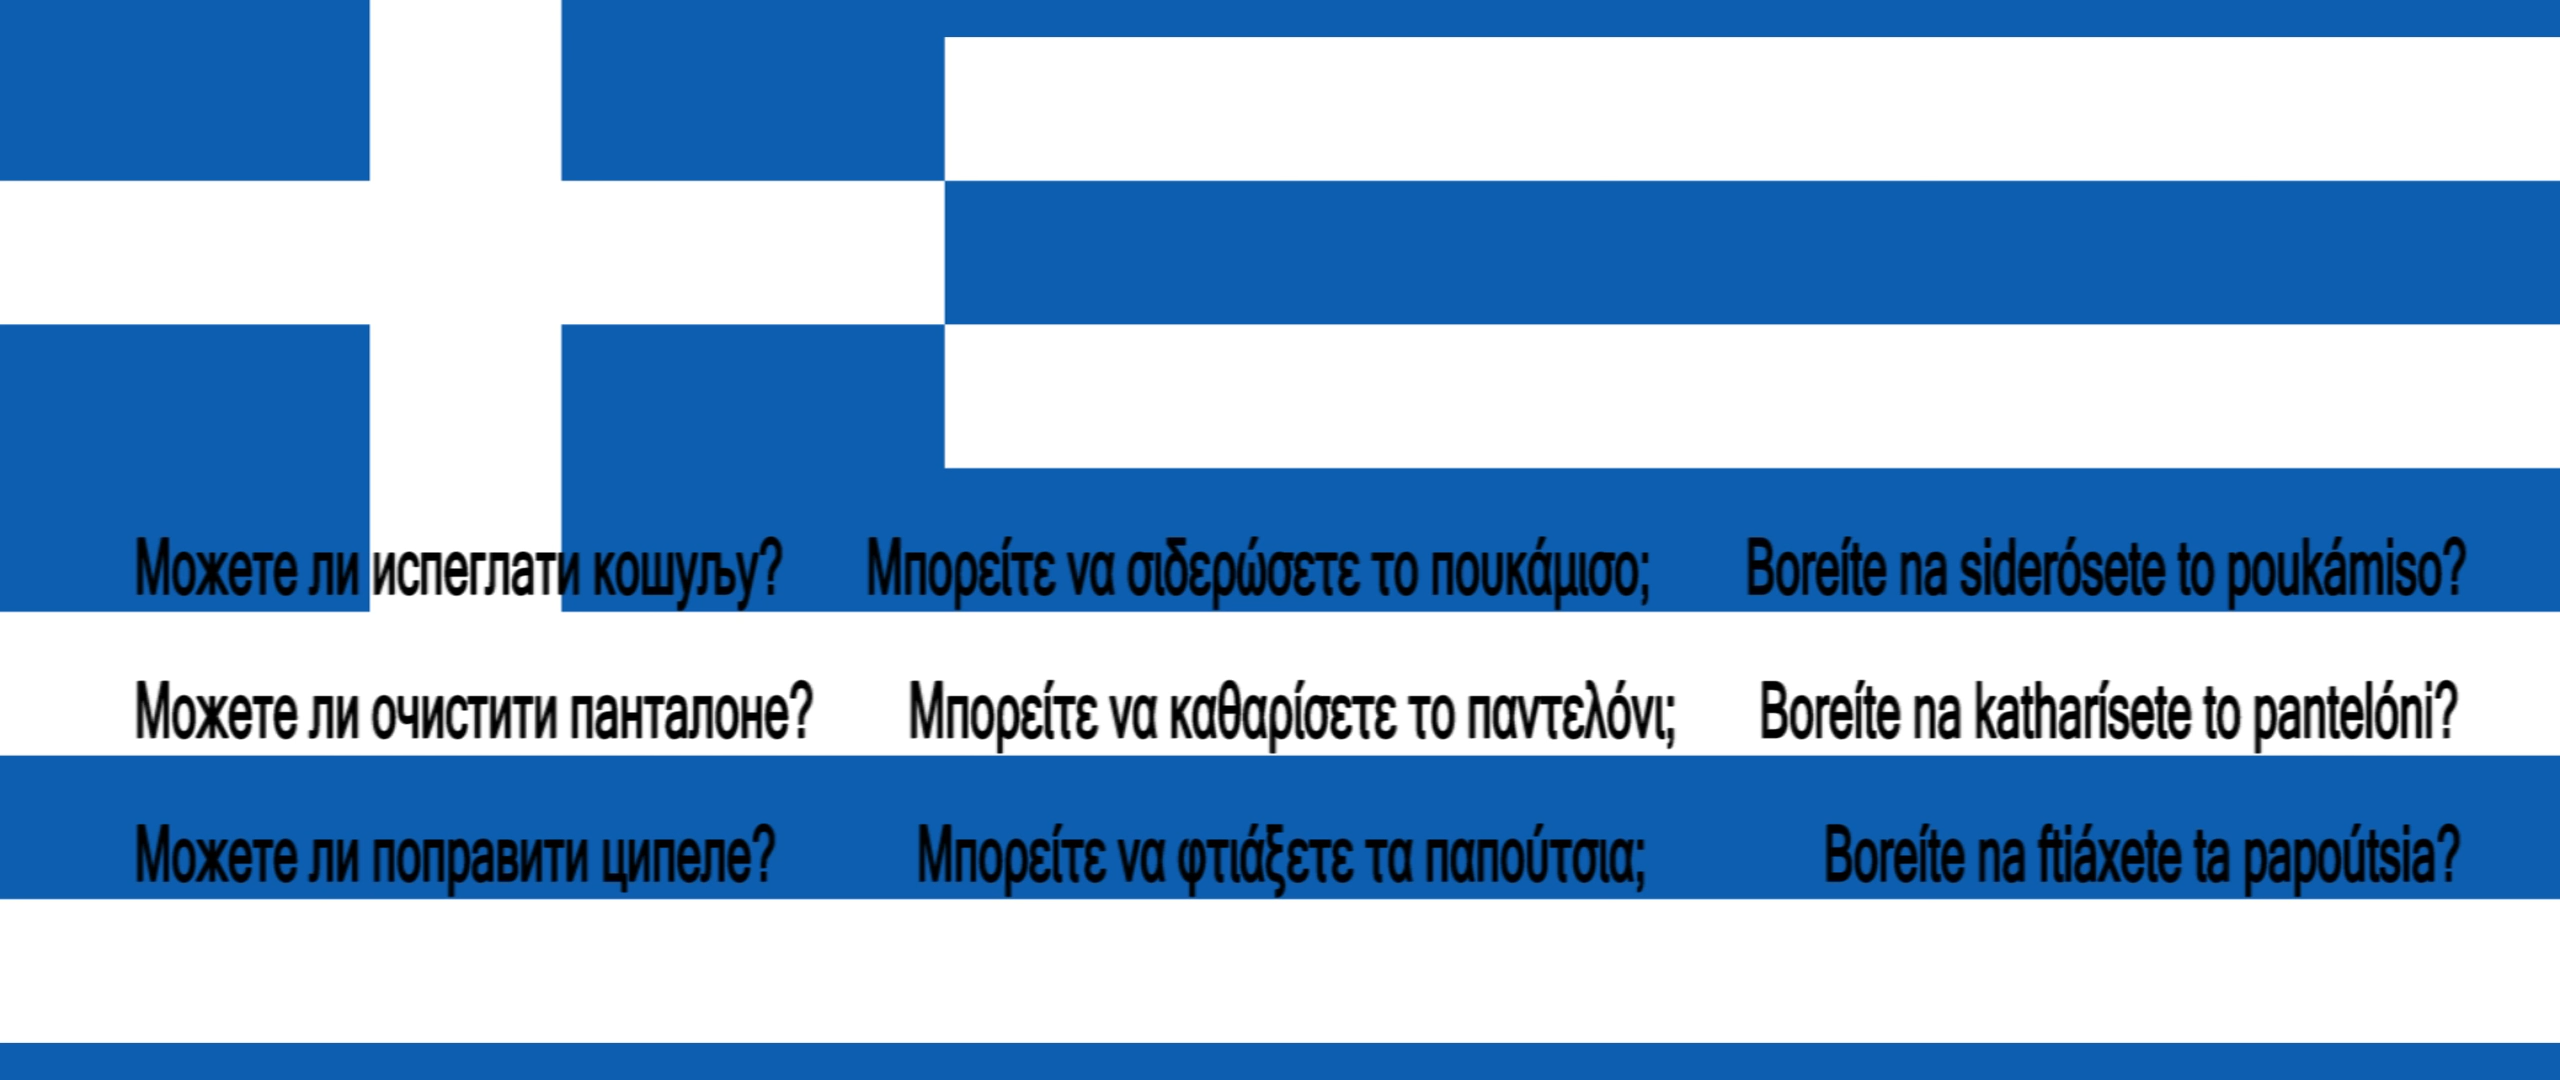 Можете ли испеглати кошуљу? Μπορείτε να σιδερώσετε το πουκάμισο; Boreíte na siderósete to poukámiso?
Можете ли очистити панталоне? Μπορείτε να καθαρίσετε το παντελόνι; Boreíte na katharísete to pantelóni?
Можете ли поправити ципеле? Μπορείτε να φτιάξετε τα παπούτσια; Boreíte na ftiáxete ta papoútsia?